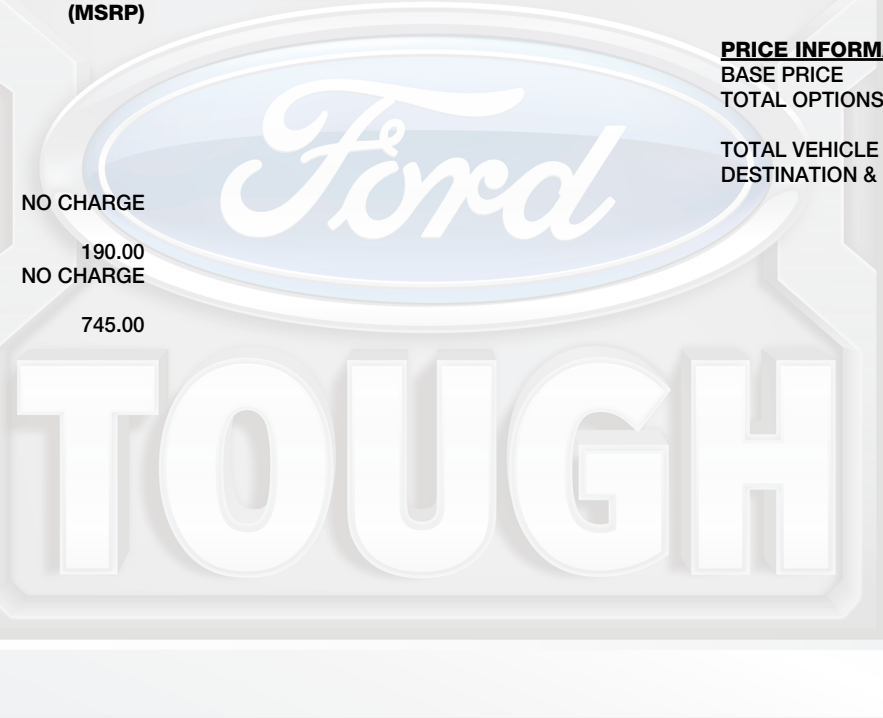 (MSRP)
NO CHARGE
190.00
NO CHARGE
745.00
PRICE INFORMA
BASE PRICE
TOTAL OPTIONS
TOTAL VEHICLE
DESTINATION &
Ford
TOUGH